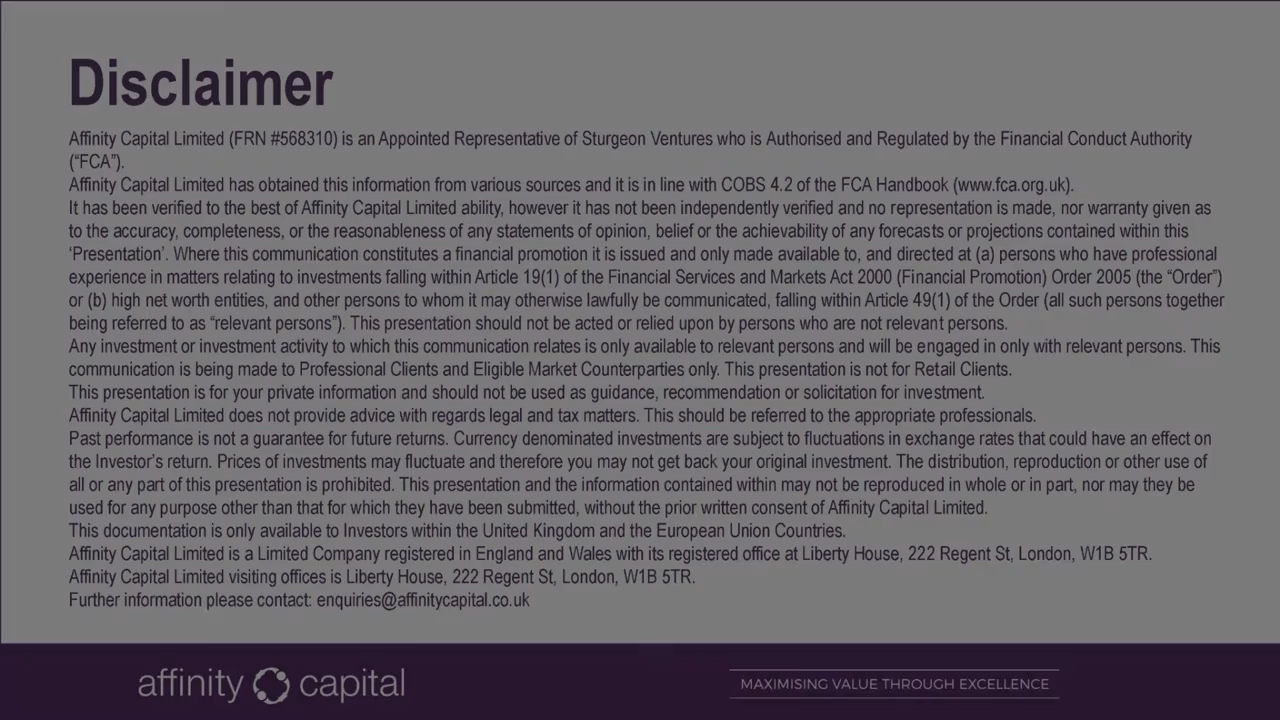 Disclaimer
Affinity Capital Limited (FRN #568310) is an Appointed Representative of Sturgeon Ventures who is Authorised and Regulated by the Financial Conduct Authority
(“FCA”).
Affinity Capital Limited has obtained this information from various sources and it is in line with COBS 4.2 of the FCA Handbook (www.fca.org.uk).
It has been verified to the best of Affinity Capital Limited ability, however it has not been independently verified and no representation is made, nor warranty given as
to the accuracy, completeness, or the reasonableness of any statements of opinion, belief or the achievability of any forecasts or projections contained within this
‘Presentation’. Where this communication constitutes a financial promotion it is issued and only made available to, and directed at (a) persons who have professional
experience in matters relating to investments falling within Article 19(1) of the Financial Services and Markets Act 2000 (Financial Promotion) Order 2005 (the “Order”)
or (b) high net worth entities, and other persons to whom it may otherwise lawfully be communicated, falling within Article 49(1) of the Order (all such persons together
being referred to as “relevant persons”). This presentation should not be acted or relied upon by persons who are not relevant persons.
Any investment or investment activity to which this communication relates is only available to relevant persons and will be engaged in only with relevant persons. This
communication is being made to Professional Clients and Eligible Market Counterparties only. This presentation is not for Retail Clients.
This presentation is for your private information and should not be used as guidance, recommendation or solicitation for investment.
Affinity Capital Limited does not provide advice with regards legal and tax matters. This should be referred to the appropriate professionals.
Past performance is not a guarantee for future returns. Currency denominated investments are subject to fluctuations in exchange rates that could have an effect on
the Investor’s return. Prices of investments may fluctuate and therefore you may not get back your original investment. The distribution, reproduction or other use of
all or any part of this presentation is prohibited. This presentation and the information contained within may not be reproduced in whole or in part, nor may they be
used for any purpose other than that for which they have been submitted, without the prior written consent of Affinity Capital Limited.
This documentation is only available to Investors within the United Kingdom and the European Union Countries.
Affinity Capital Limited is a Limited Company registered in England and Wales with its registered office at Liberty House, 222 Regent St, London, W1B 5TR.
Affinity Capital Limited visiting offices is Liberty House, 222 Regent St, London, W1B 5TR.
Further information please contact: enquiries@affinitycapital.co.uk
affinity capital
MAXIMISING VALUE THROUGH EXCELLENCE